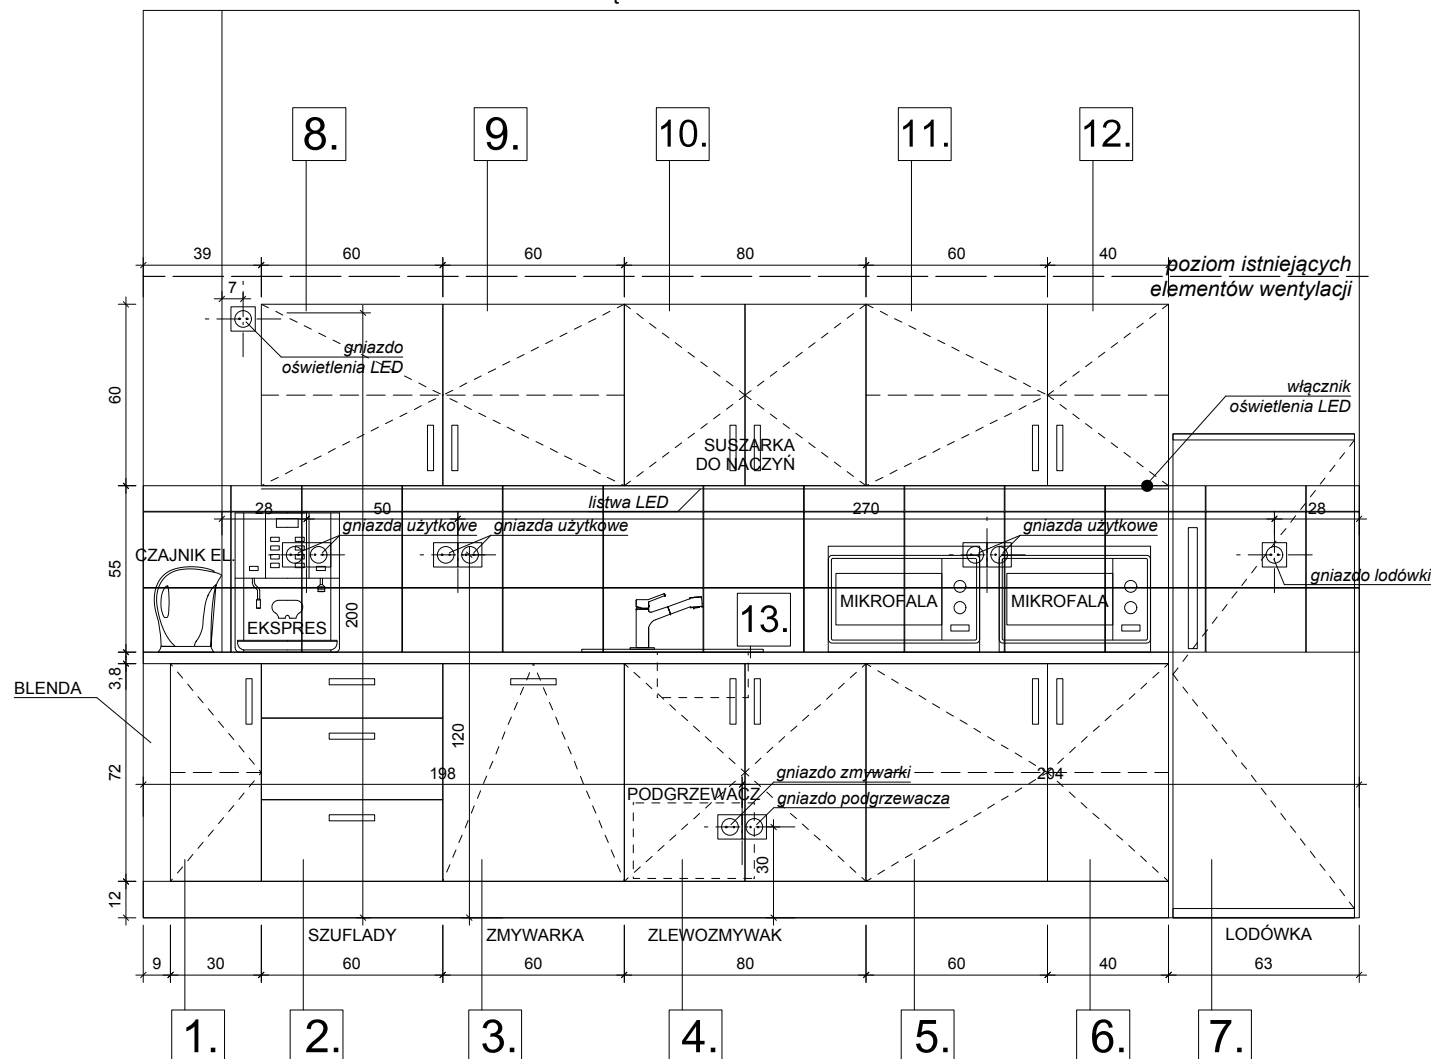 8.
9.
10.
11.
12.
39
60
60
80
60
40
poziom istniejących
elementów wentylacji
7
gniazdo
oświetlenia LED
60
włącznik
oświetlenia LED
SUSZARKA
DO NACZYŃ
listwa LED
28
50
270
28
gniazda użytkowe
gniazda użytkowe
gniazda użytkowe
CZAJNIK EL.
55
gniazdo lodówki
MIKROFALA
MIKROFALA
200
EKSPRES
13.
3,8
BLENDA
120
72
198
204
gniazdo zmywarki
PODGRZEWACZ
gniazdo podgrzewacza
30
12
SZUFLADY
ZMYWARKA
ZLEWOZMYWAK
LODÓWKA
9
30
60
60
80
60
40
63
1.
2.
3.
4.
5.
6.
7.